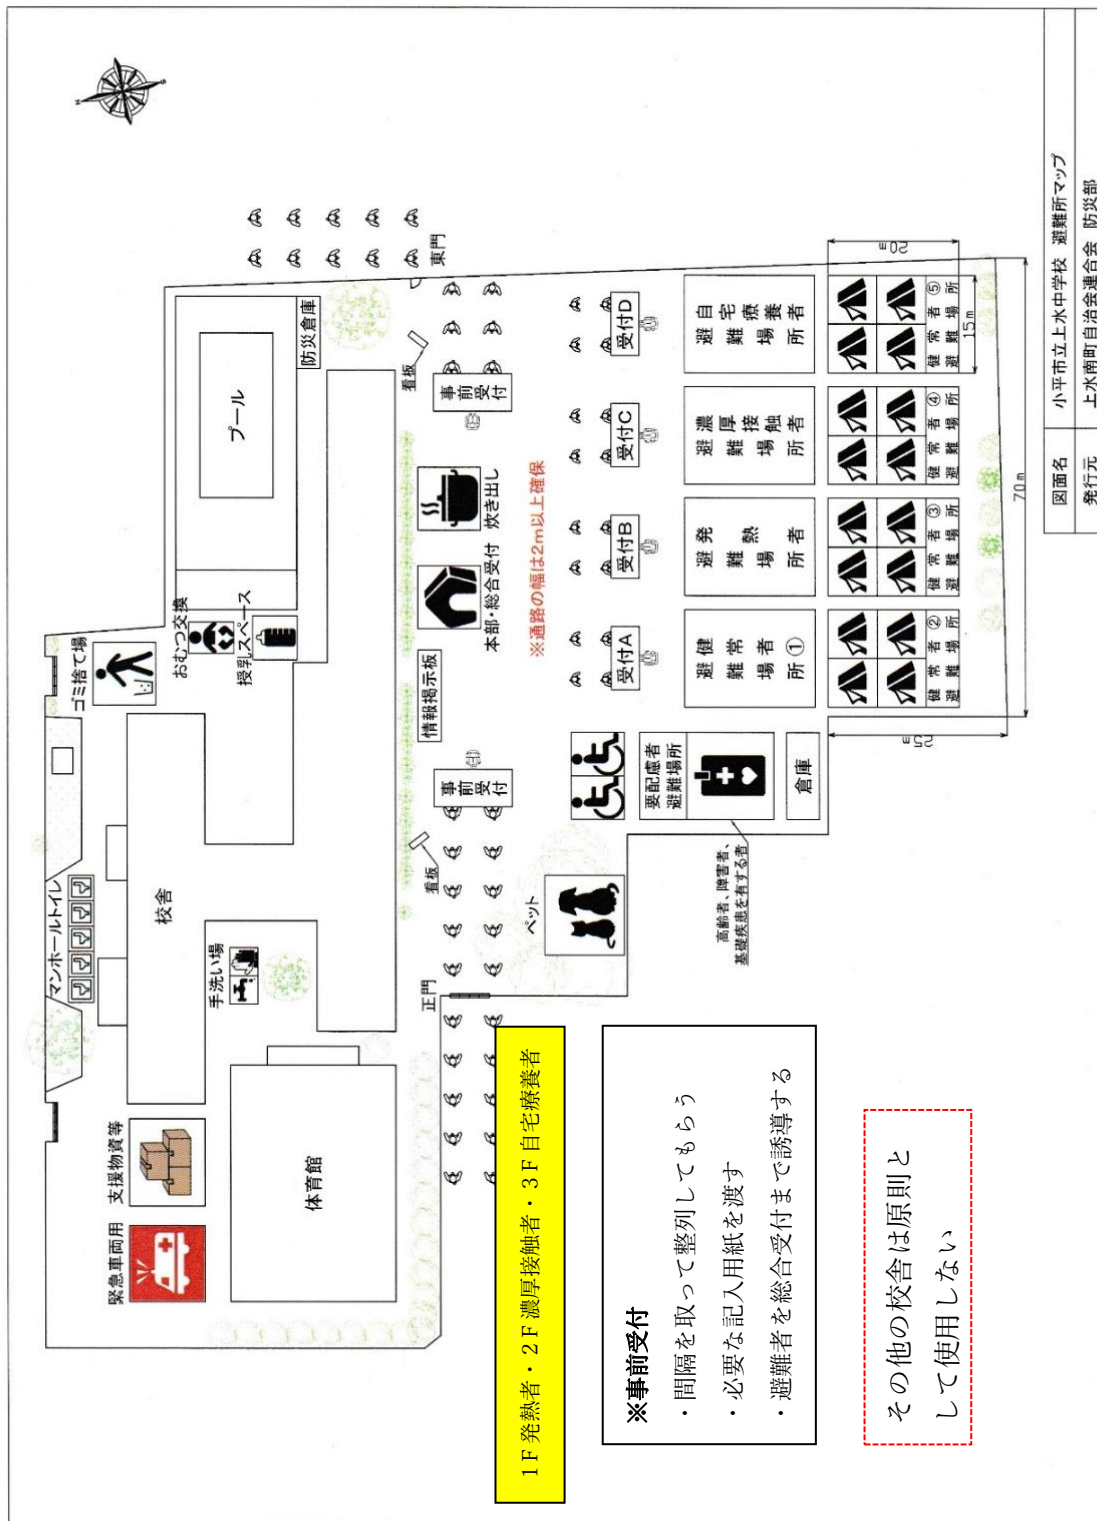 緊急車両用
支援物資等
マンホールトイレ
ゴミ捨て場
おむつ交換
授乳スペース
校舎
手洗い場
体育館
プール
防災倉庫
正門
看板
事前
受付
情報掲示板
本部・総合受付
炊き出し
事前
受付
看板
東門
※通路の幅は2m以上確保
ペット
受付A
受付B
受付C
受付D
要配慮者
避難場所
高齢者、障害者、
基礎疾患を有する者
倉庫
健常者①
避難場所
発熱者
避難場所
濃厚接触者
避難場所
自宅療養者
避難場所
健常者②
避難場所
健常者③
避難場所
健常者④
避難場所
健常者⑤
避難場所
20m
15m
25m
70m
1F 発熱者・2F 濃厚接触者・3F 自宅療養者
※事前受付
・間隔を取って整列してもらう
・必要な記入用紙を渡す
・避難者を総合受付まで誘導する
その他の校舎は原則と
して使用しない
図面名 小平市立上水中学校 避難所マップ
発行元 上水南町自治会連合会 防災部